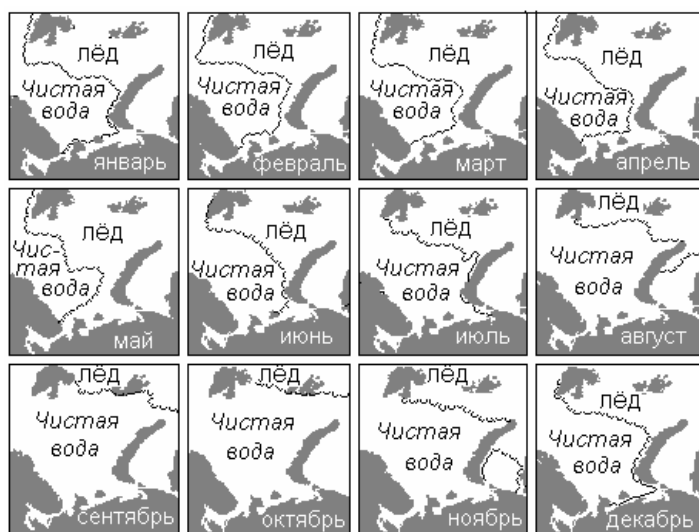 лёд
Чистая
вода
январь
лёд
Чистая
вода
февраль
лёд
Чистая
вода
март
лёд
Чистая
вода
апрель
лёд
Чис-
тая
вода
май
лёд
Чистая
вода
июнь
лёд
Чистая
вода
июль
лёд
Чистая
вода
август
лёд
Чистая
вода
сентябрь
лёд
Чистая
вода
октябрь
лёд
Чистая
вода
ноябрь
лёд
Чистая
вода
декабрь